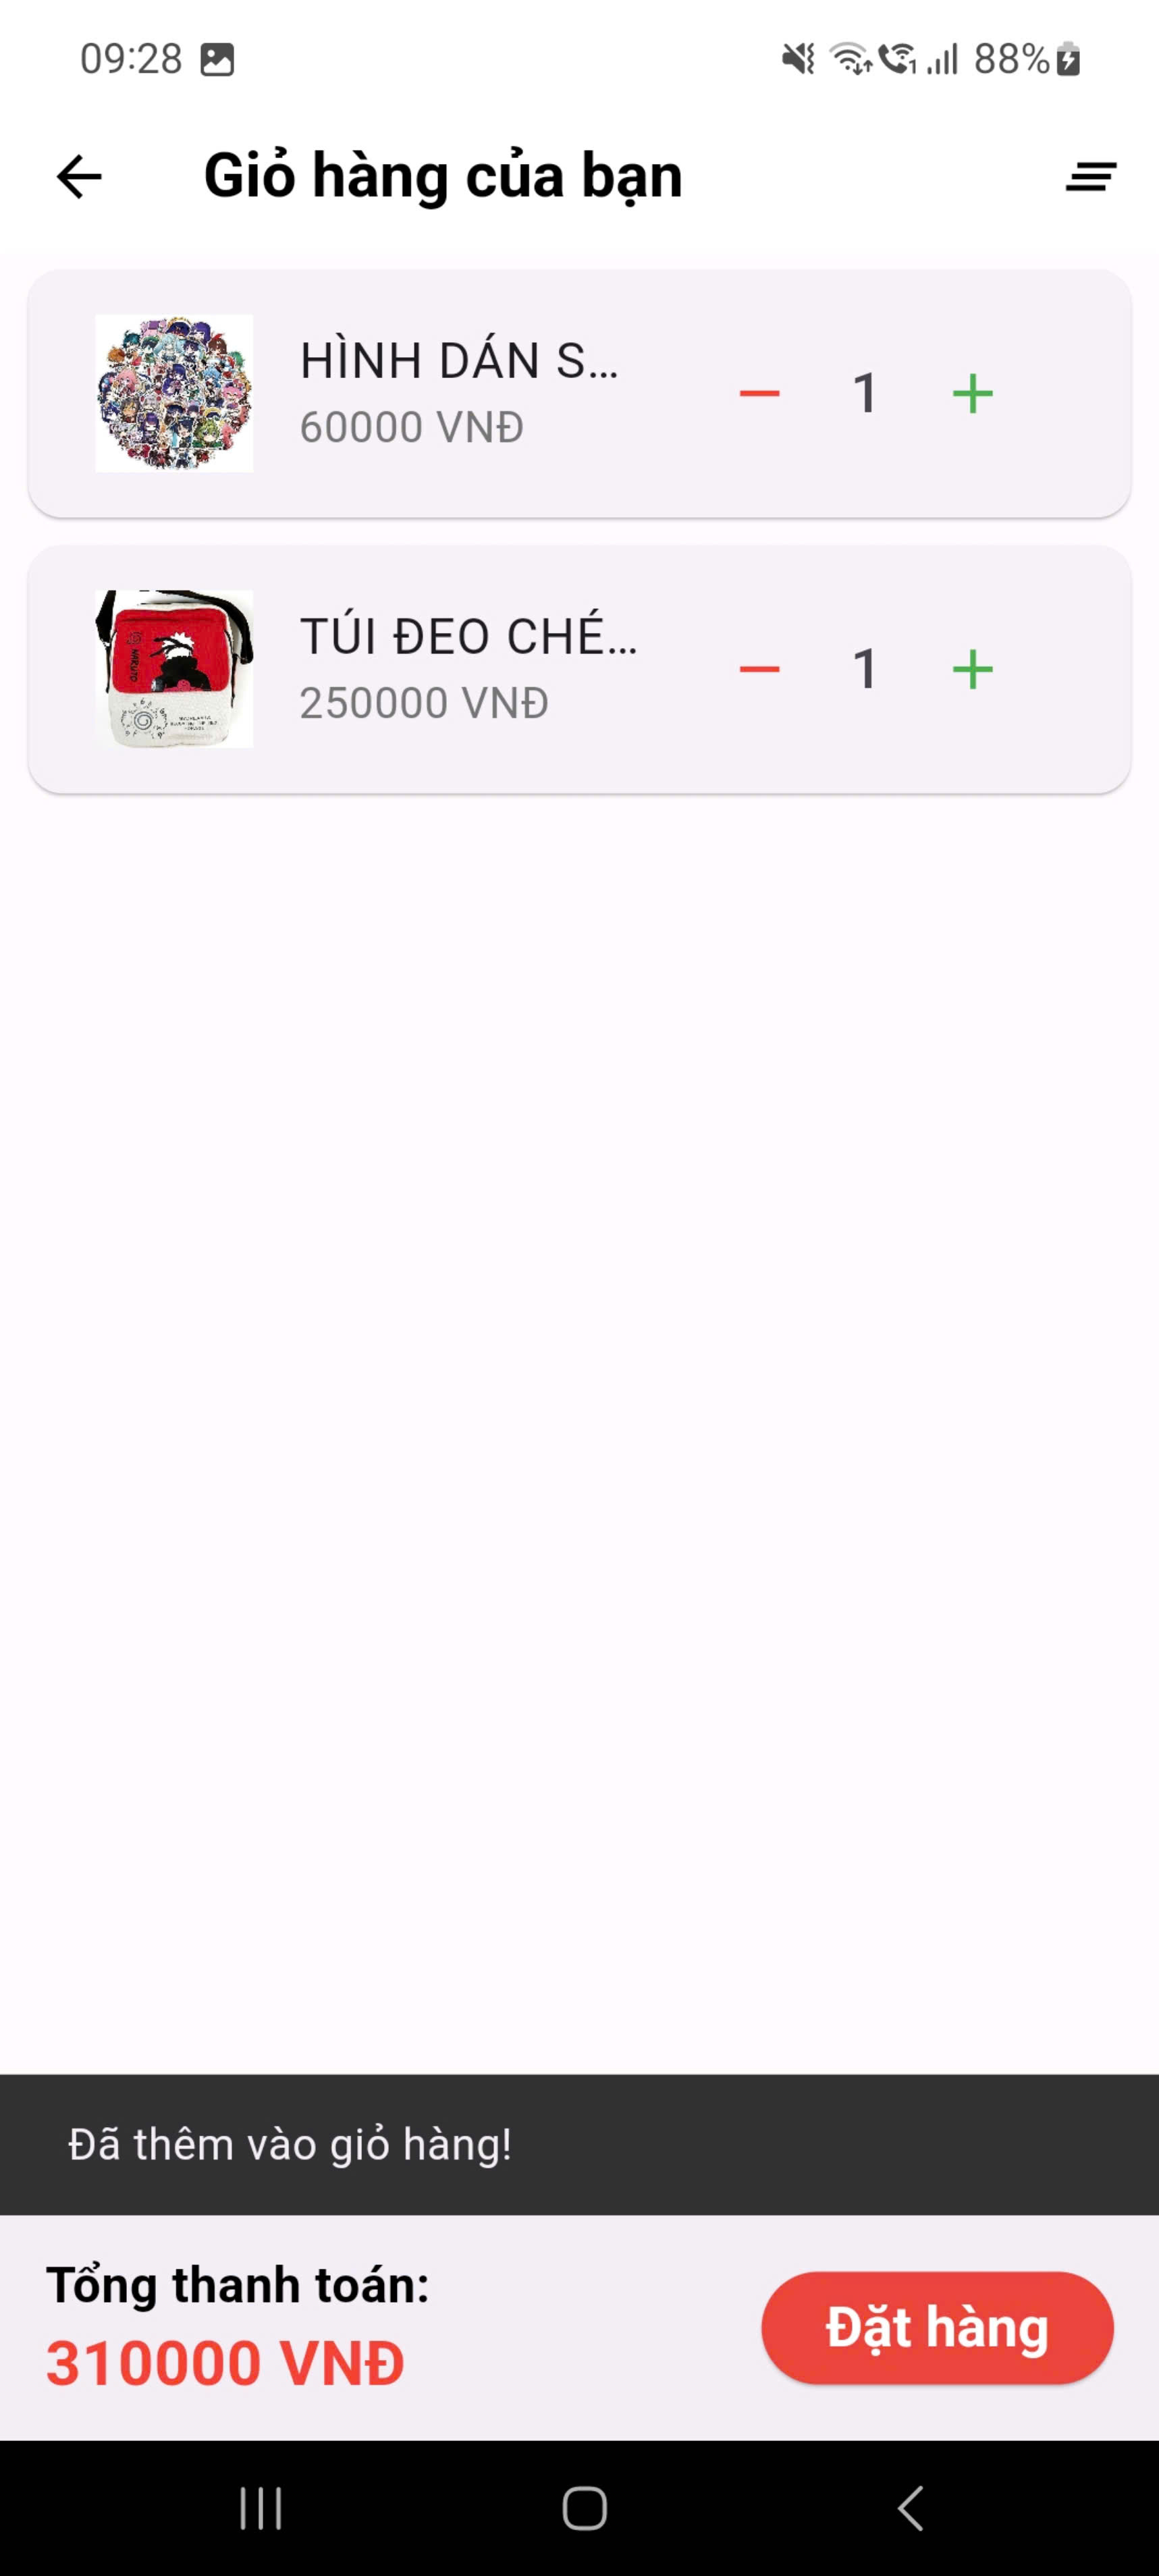 09:28
88%
Giỏ hàng của bạn
HÌNH DÁN S...
60000 VNĐ
1
TÚI ĐEO CHÉ...
250000 VNĐ
1
NARUTO
Đã thêm vào giỏ hàng!
Tổng thanh toán:
310000 VNĐ
Đặt hàng